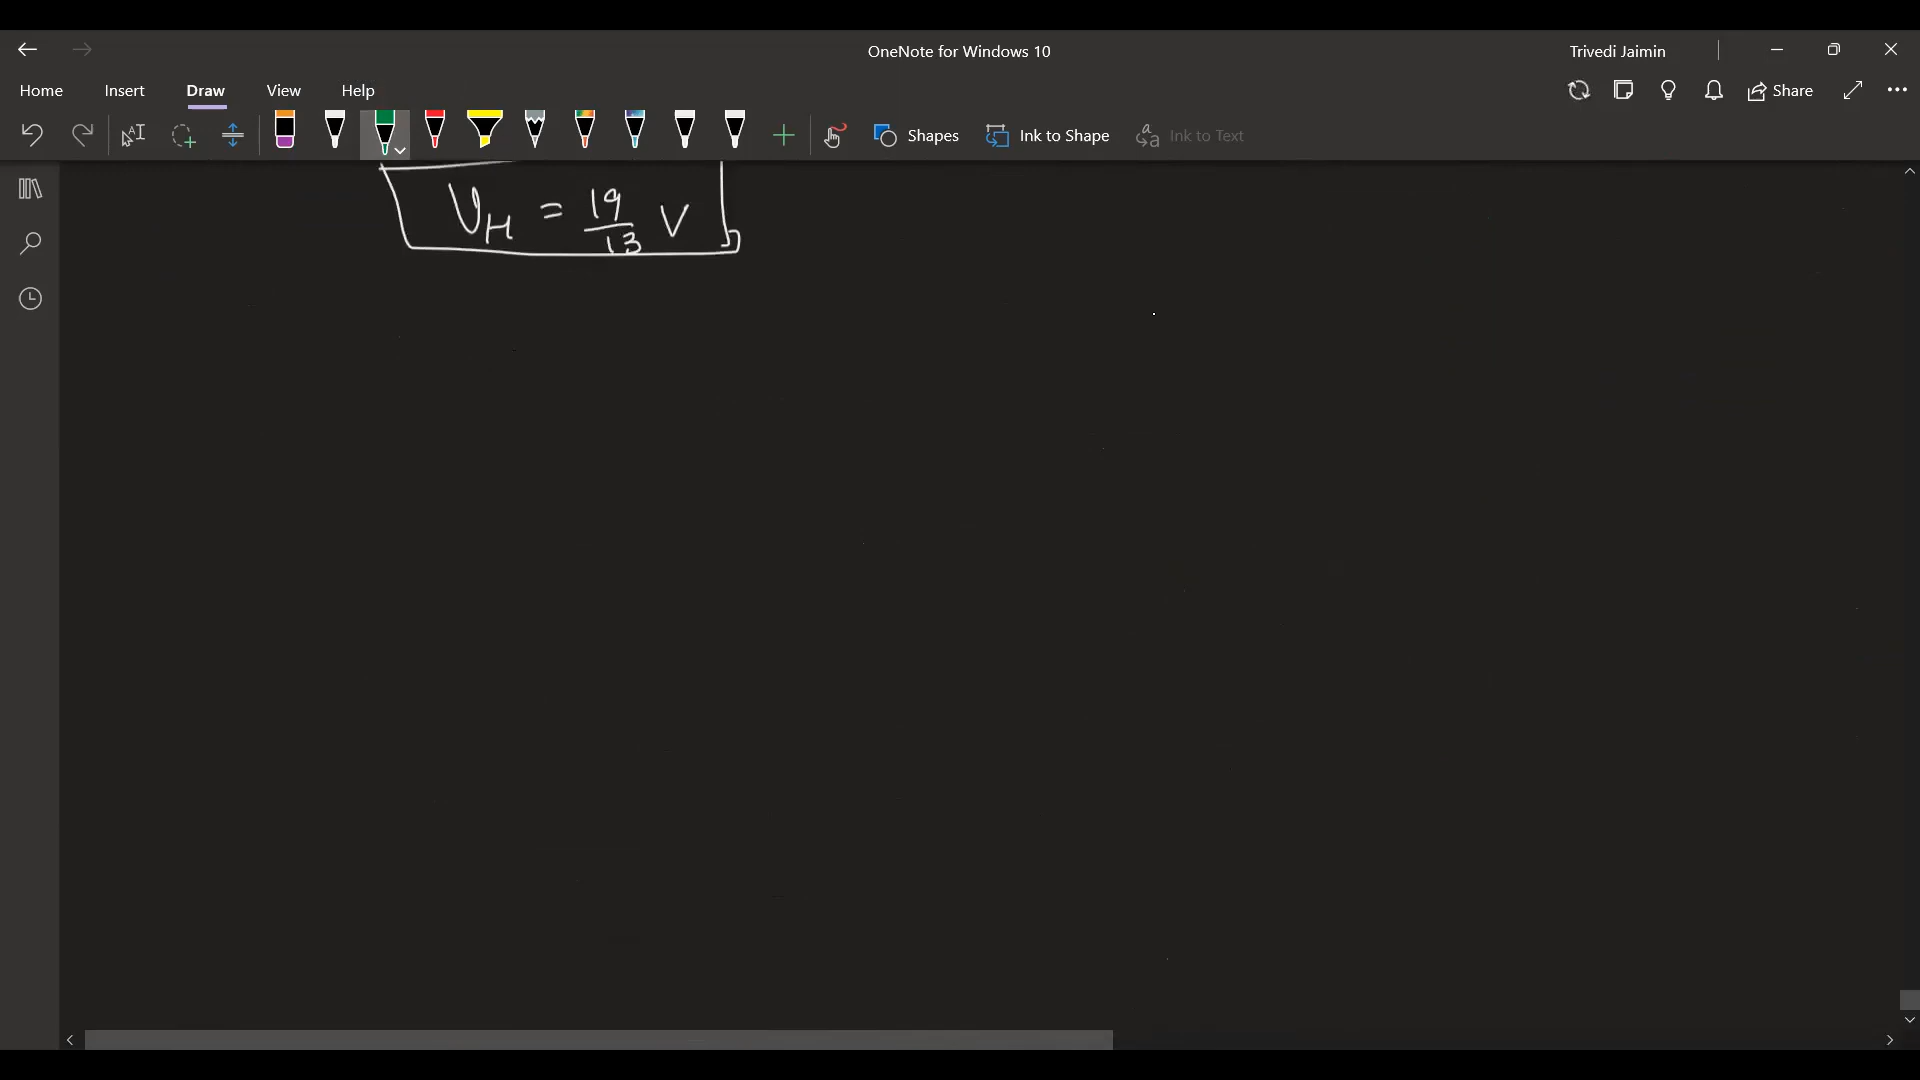 OneNote for Windows 10
Trivedi Jaimin
Home Insert Draw View Help
Share
Shapes Ink to Shape Ink to Text
V_H = 19/13 V